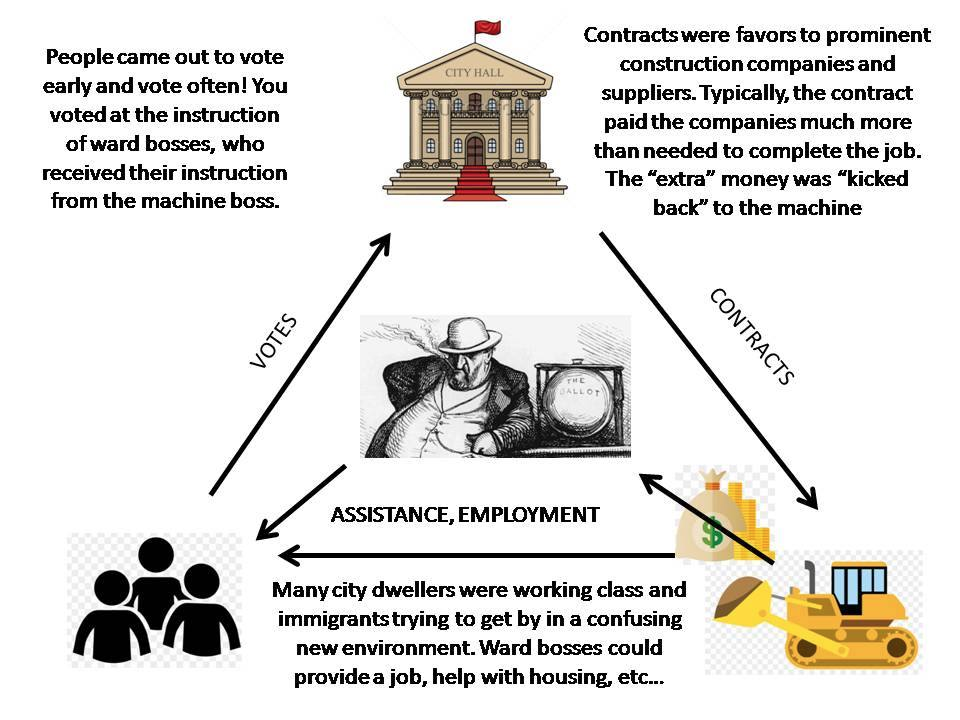 People came out to vote
early and vote often! You
voted at the instruction
of ward bosses, who
received their instruction
from the machine boss.
CITY HALL
Contracts were favors to prominent
construction companies and
suppliers. Typically, the contract
paid the companies much more
than needed to complete the job.
The “extra” money was “kicked
back” to the machine
VOTES
CONTRACTS
THE
BALLOT
$
ASSISTANCE, EMPLOYMENT
Many city dwellers were working class and
immigrants trying to get by in a confusing
new environment. Ward bosses could
provide a job, help with housing, etc...